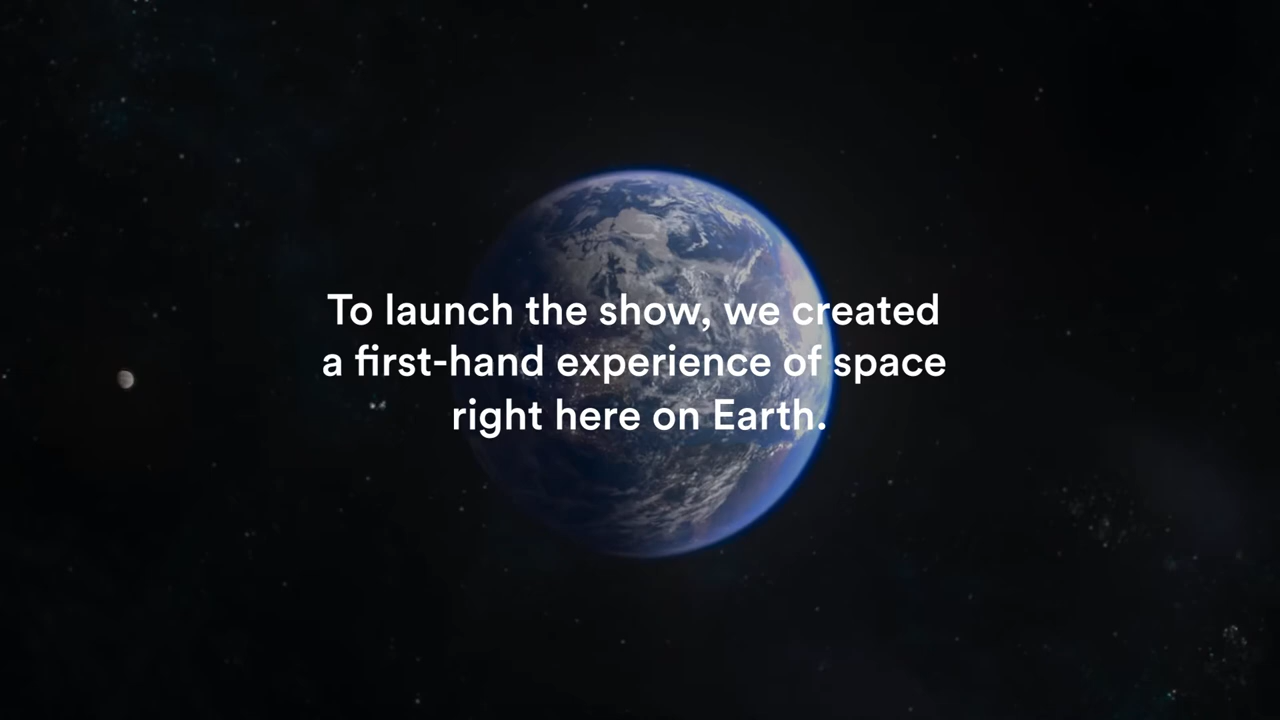 To launch the show, we created
a first-hand experience of space
right here on Earth.